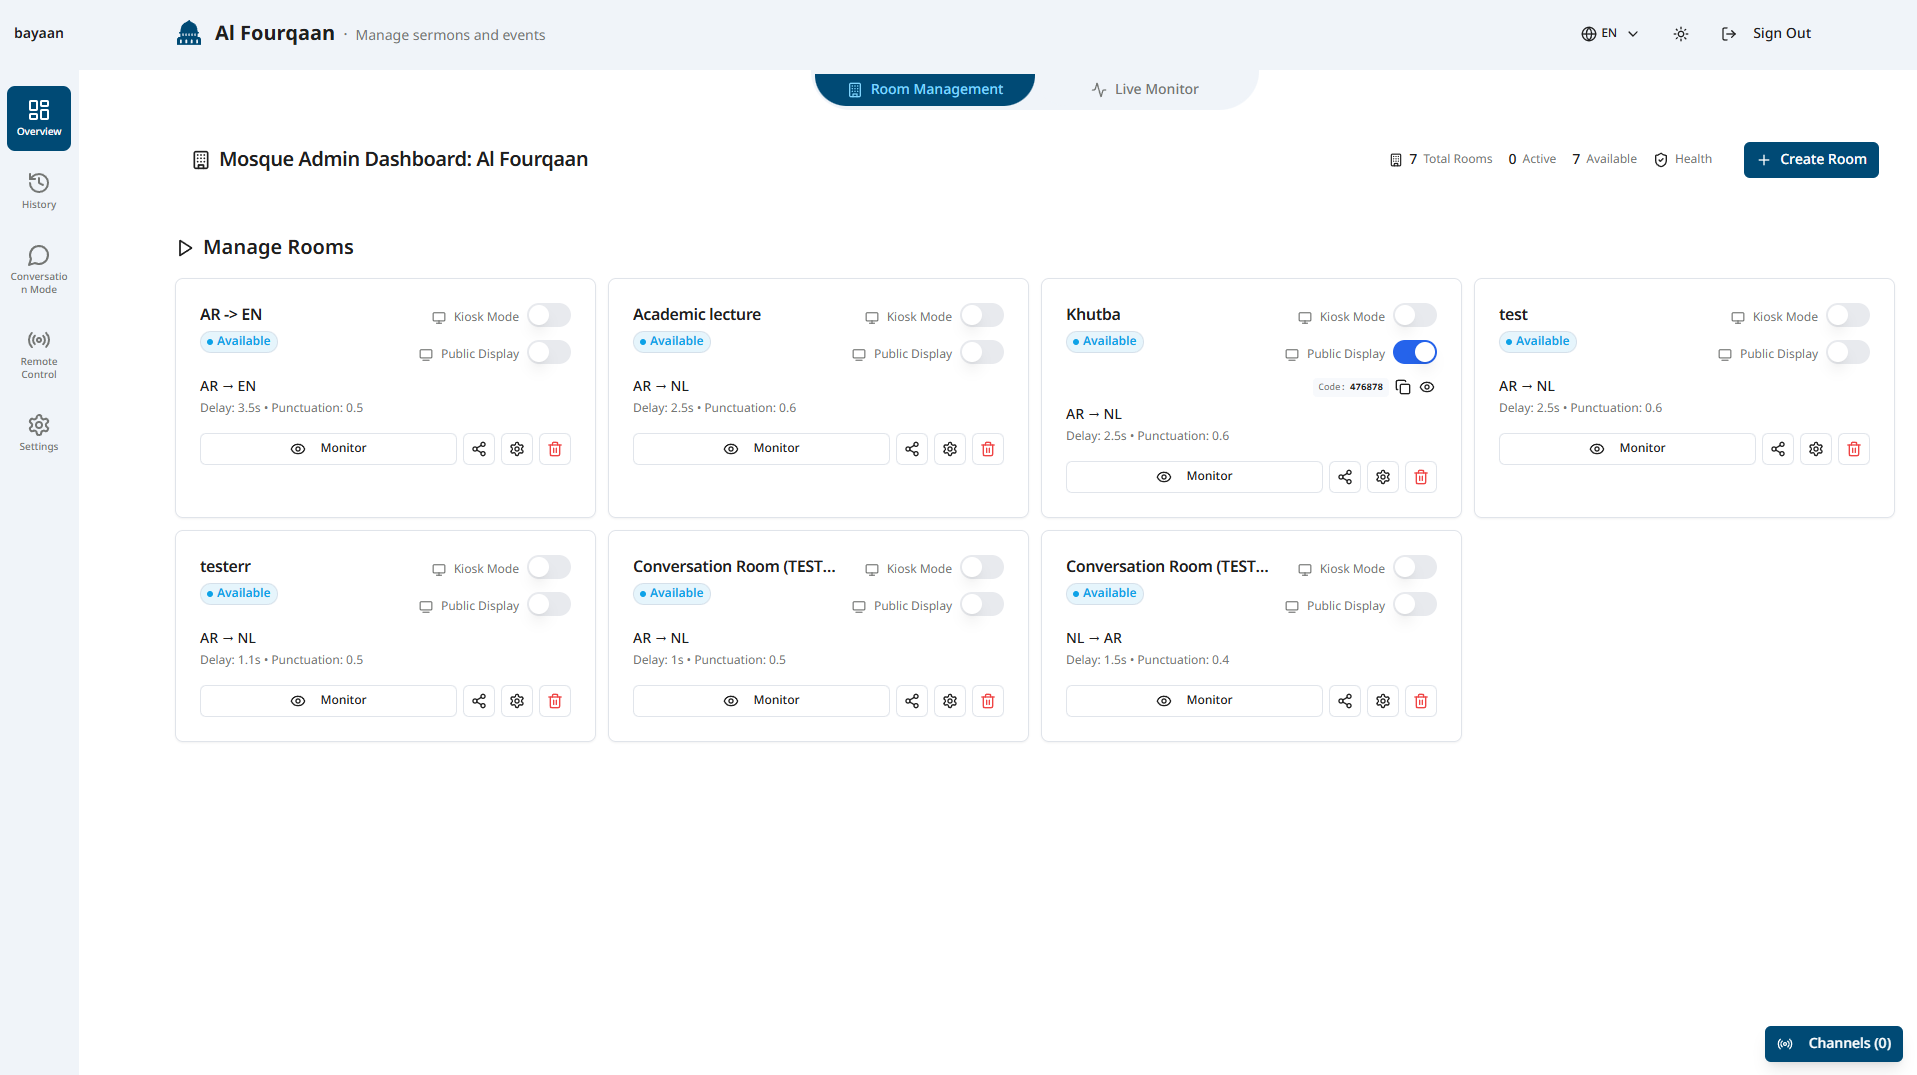 bayaan
Al Fourqaan · Manage sermons and events
EN
Sign Out
Overview
History
Conversatio
n Mode
Remote
Control
Settings
Room Management
Live Monitor
Mosque Admin Dashboard: Al Fourqaan
7 Total Rooms
0 Active
7 Available
Health
+ Create Room
Manage Rooms
AR -> EN
Kiosk Mode
Available
Public Display
AR → EN
Delay: 3.5s • Punctuation: 0.5
Monitor
Academic lecture
Kiosk Mode
Available
Public Display
AR → NL
Delay: 2.5s • Punctuation: 0.6
Monitor
Khutba
Kiosk Mode
Available
Public Display
Code: 476878
AR → NL
Delay: 2.5s • Punctuation: 0.6
Monitor
test
Kiosk Mode
Available
Public Display
AR → NL
Delay: 2.5s • Punctuation: 0.6
Monitor
testerr
Kiosk Mode
Available
Public Display
AR → NL
Delay: 1.1s • Punctuation: 0.5
Monitor
Conversation Room (TEST...
Kiosk Mode
Available
Public Display
AR → NL
Delay: 1s • Punctuation: 0.5
Monitor
Conversation Room (TEST...
Kiosk Mode
Available
Public Display
NL → AR
Delay: 1.5s • Punctuation: 0.4
Monitor
Channels (0)